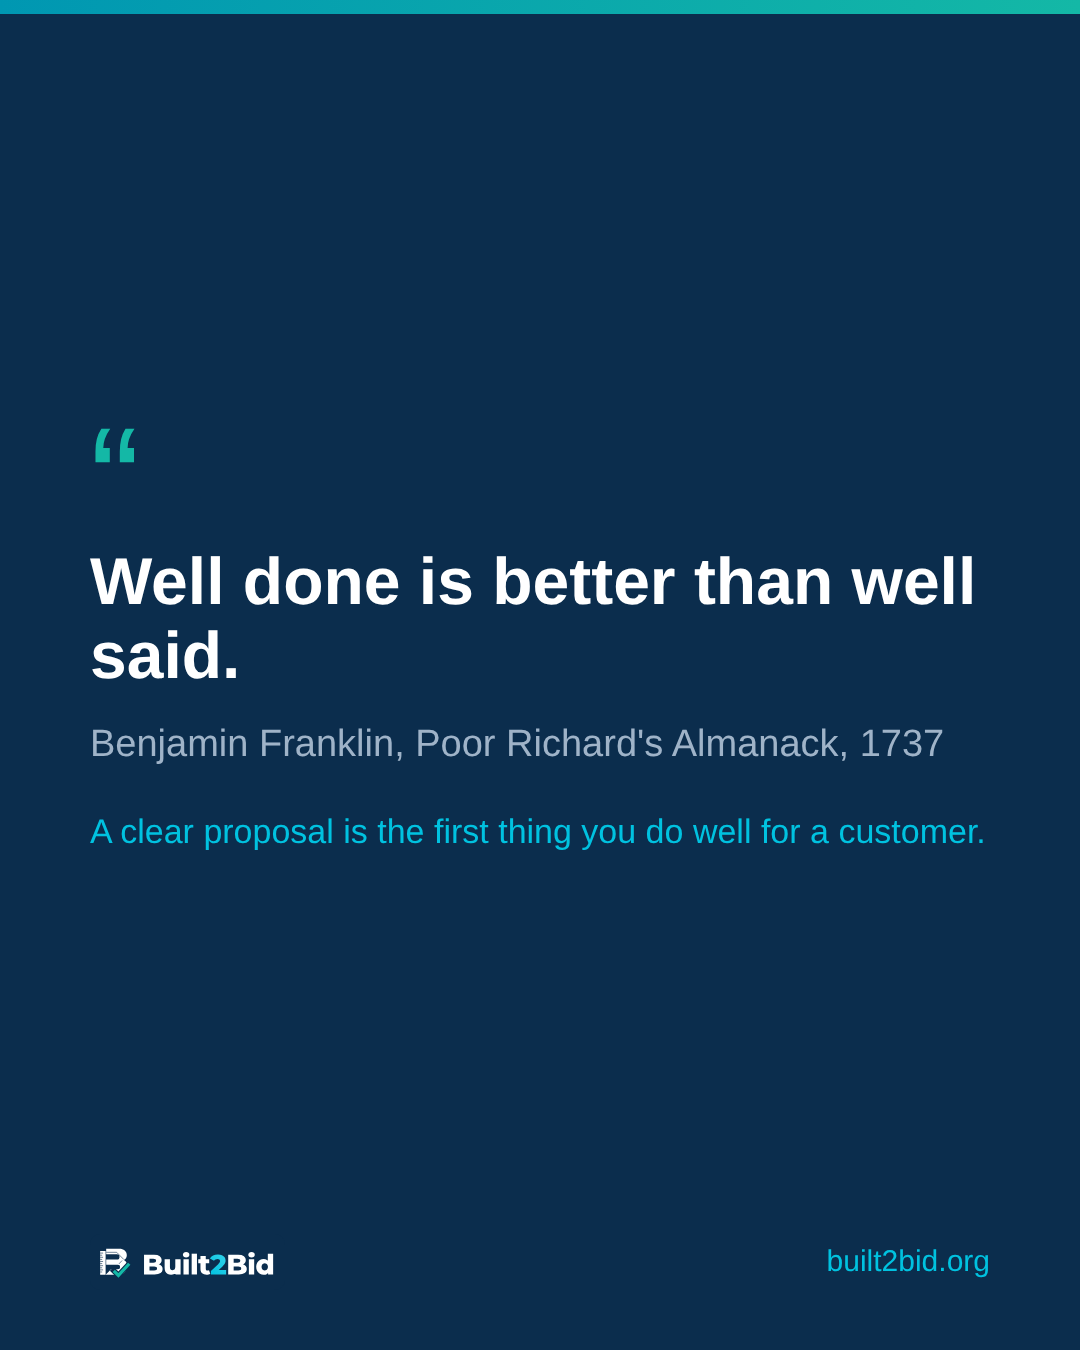 “
Well done is better than well
said.
Benjamin Franklin, Poor Richard's Almanack, 1737
A clear proposal is the first thing you do well for a customer.
Built2Bid
built2bid.org